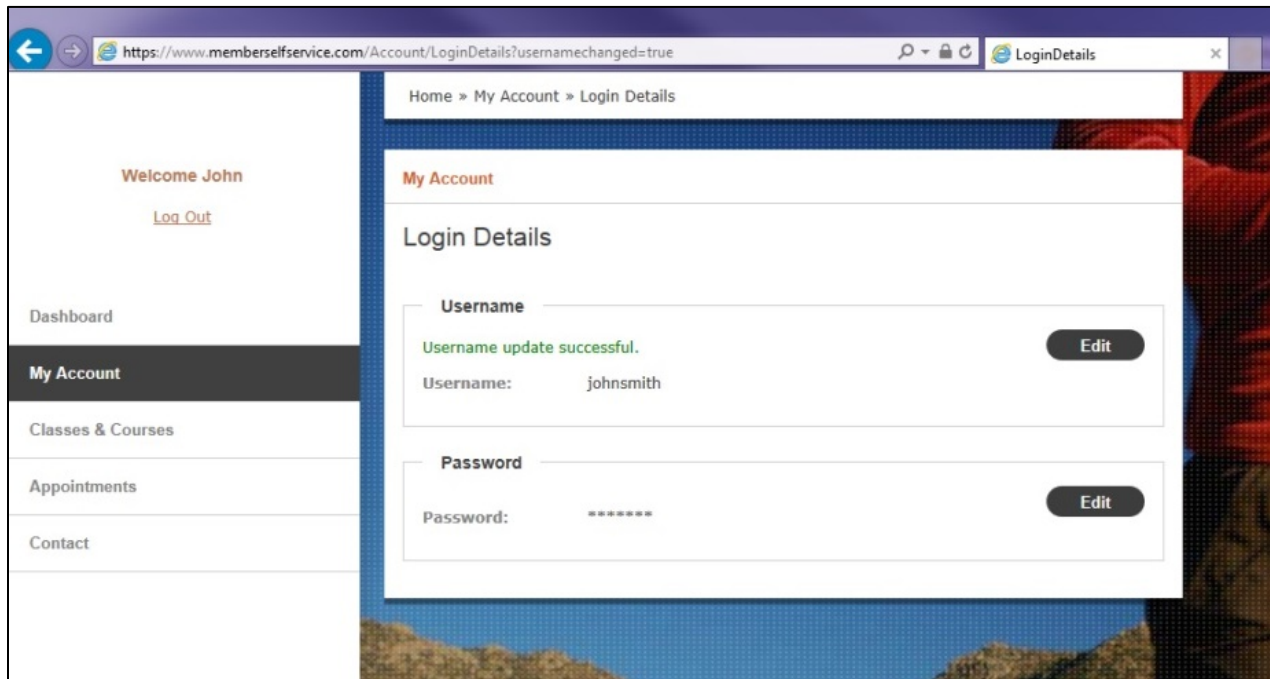 https://www.memberselfservice.com/Account/LoginDetails?usernamechanged=true
LoginDetails
Home » My Account » Login Details
Welcome John
Log Out
Dashboard
My Account
Classes & Courses
Appointments
Contact
My Account
Login Details
Username
Username update successful.
Edit
Username: johnsmith
Password
Edit
Password: *******